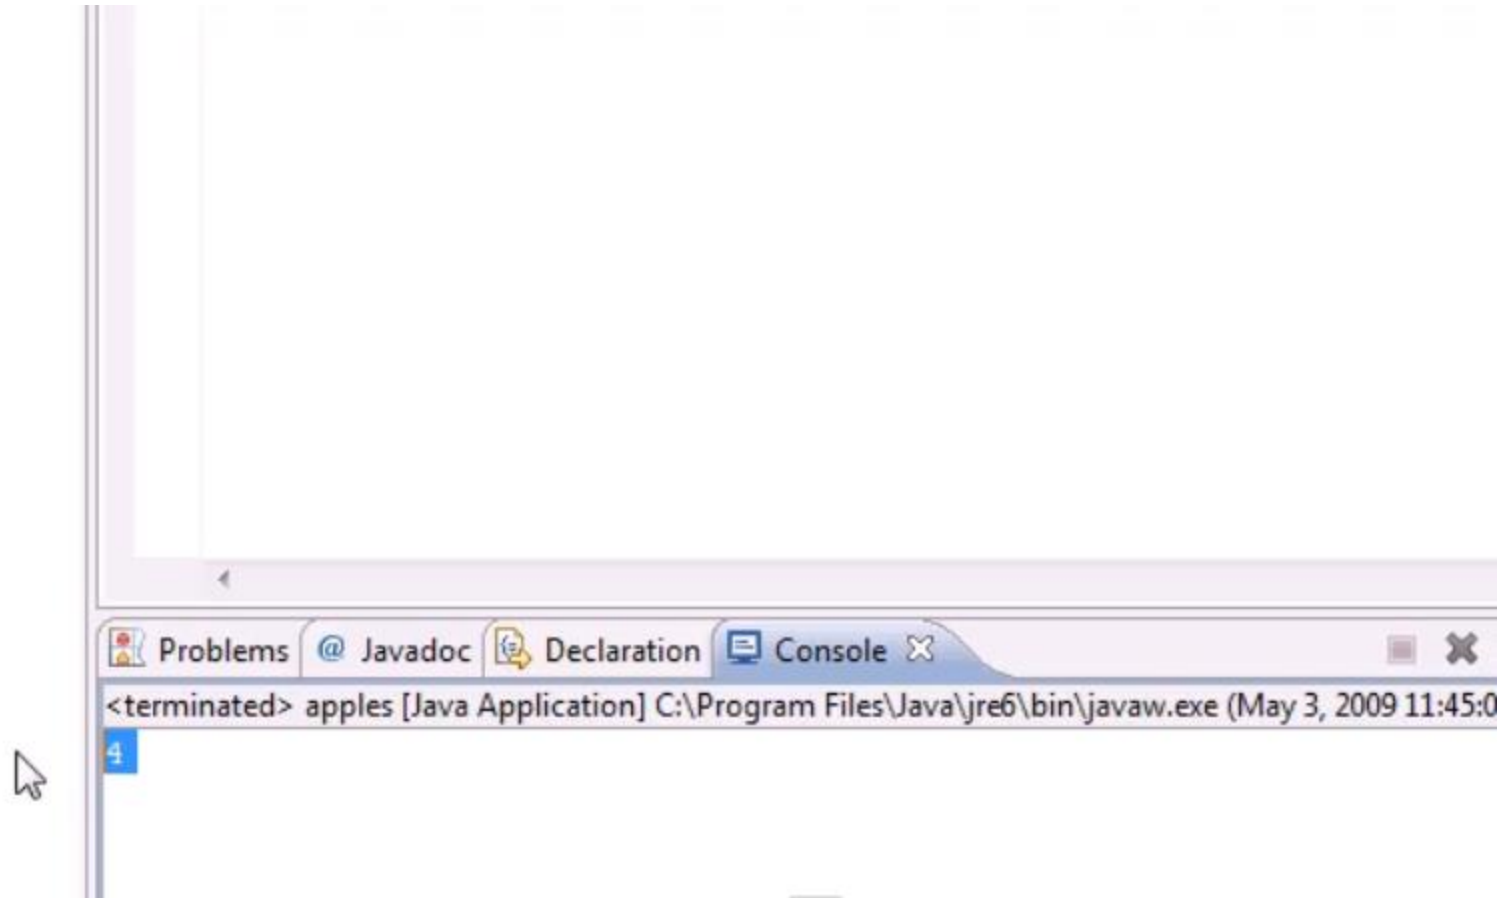 Problems @ Javadoc Declaration Console
<terminated> apples [Java Application] C:\Program Files\Java\jre6\bin\javaw.exe (May 3, 2009 11:45:0
4